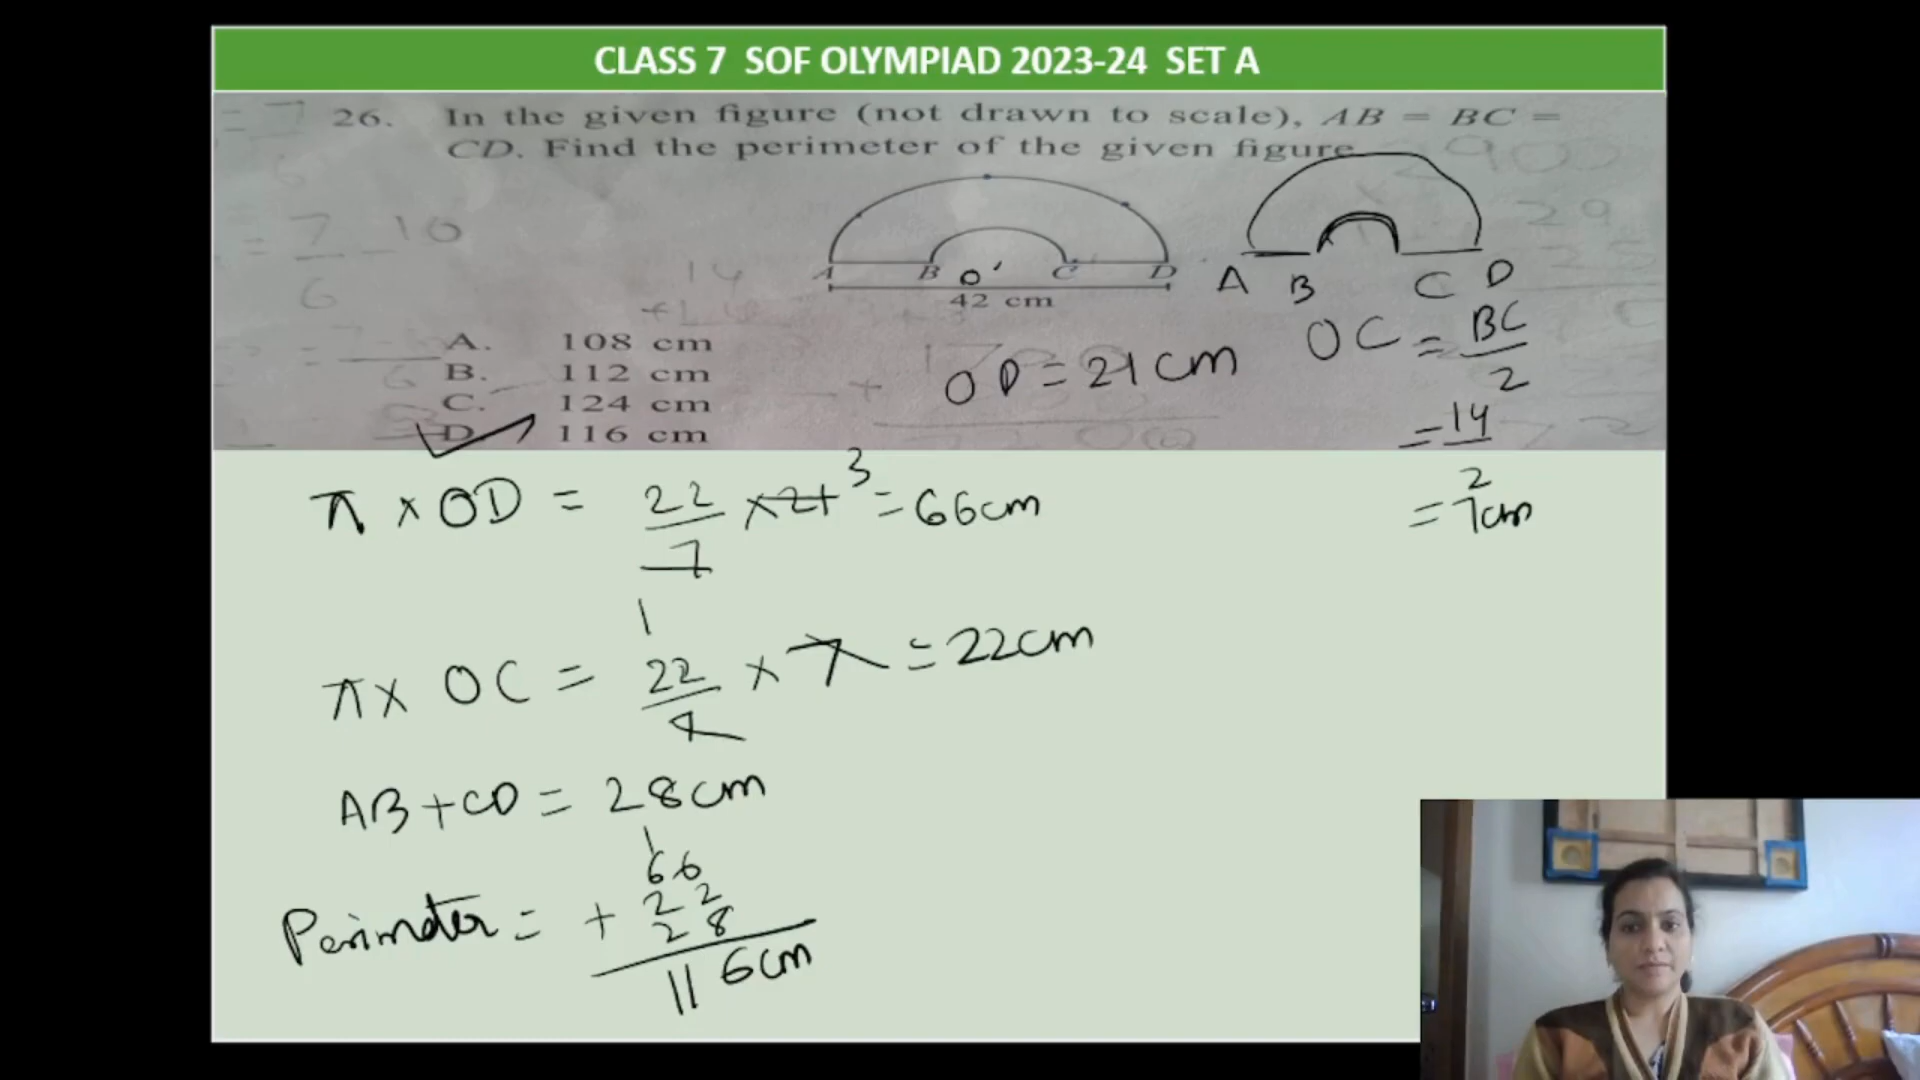 CLASS 7 SOF OLYMPIAD 2023-24 SET A
26. In the given figure (not drawn to scale), AB = BC =
CD. Find the perimeter of the given figure
A B O C D
42 cm
A B C D
A. 108 cm
B. 112 cm
C. 124 cm
D. 116 cm
OD = 21 cm
OC = BC/2
= 14/2
= 7cm
π × OD = 22/7 × 21 3 = 66cm
1
π × OC = 22/7 × 7 = 22cm
AB + CD = 28cm
1
66
Perimeter = + 22
28
116cm